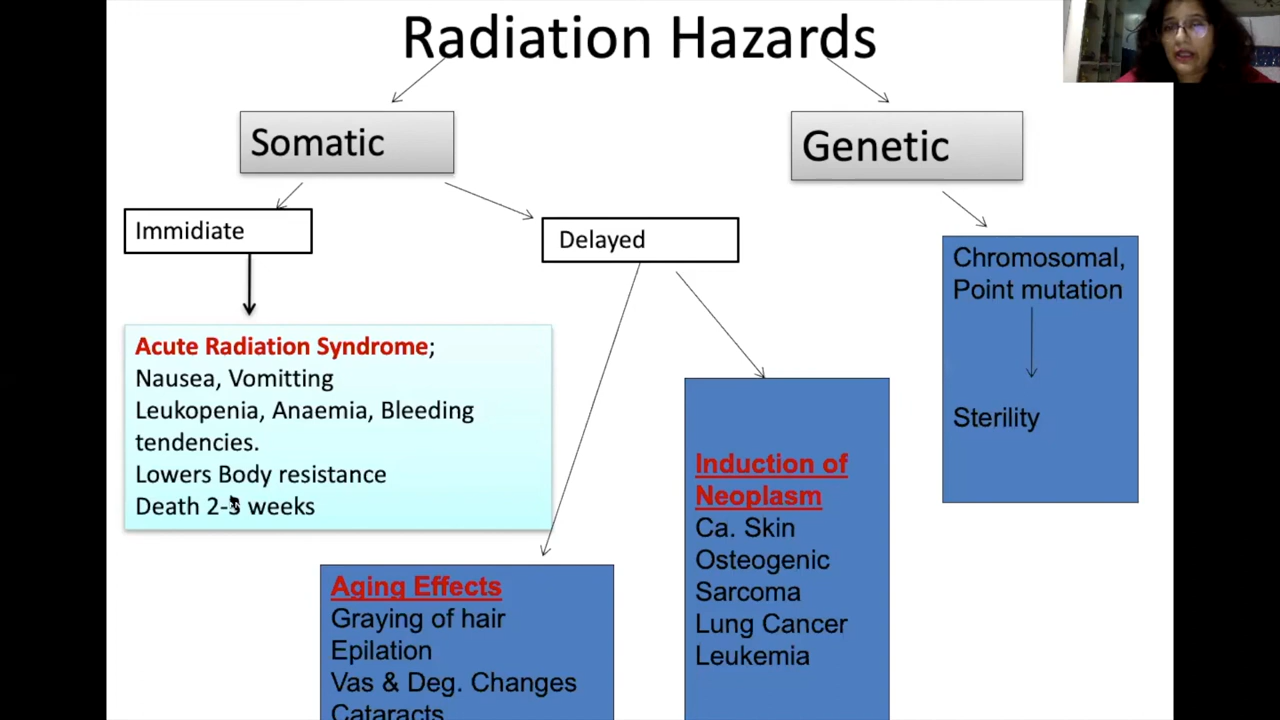 Radiation Hazards
Somatic
Genetic
Immidiate
Delayed
Chromosomal,
Point mutation
Sterility
Acute Radiation Syndrome;
Nausea, Vomitting
Leukopenia, Anaemia, Bleeding
tendencies.
Lowers Body resistance
Death 2-3 weeks
Induction of
Neoplasm
Ca. Skin
Osteogenic
Sarcoma
Lung Cancer
Leukemia
Aging Effects
Graying of hair
Epilation
Vas & Deg. Changes
Cataracts